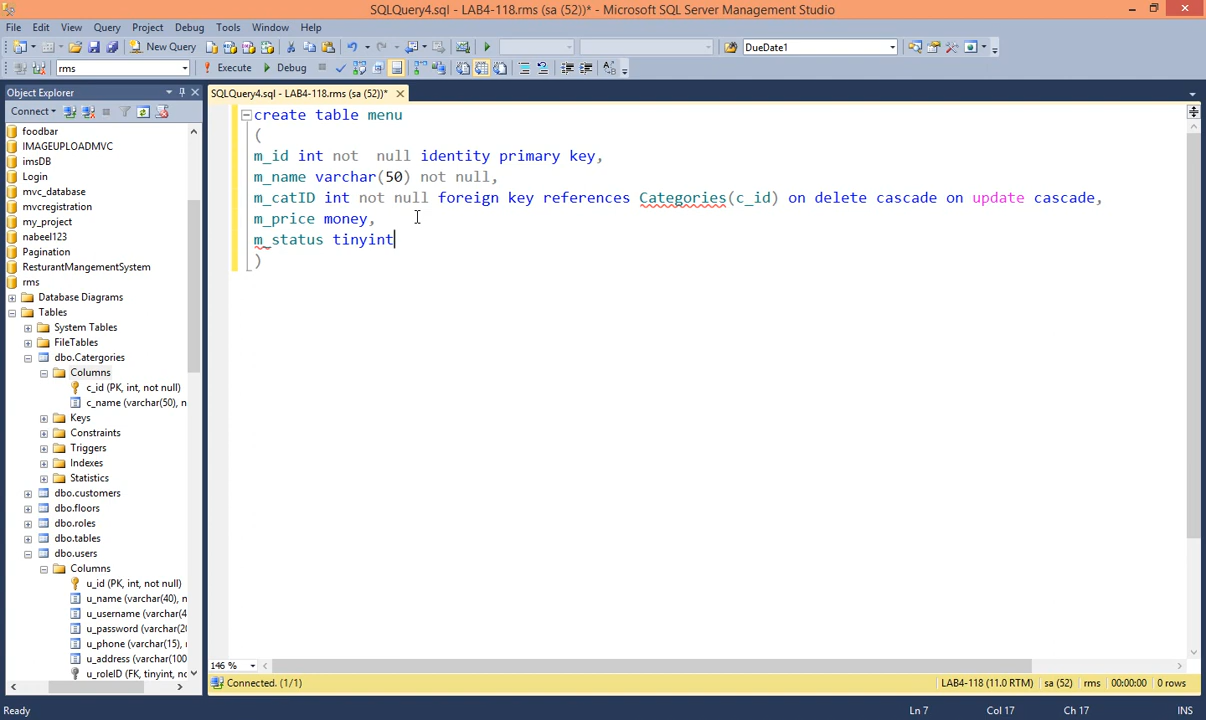 SQLQuery4.sql - LAB4-118.rms (sa (52))* - Microsoft SQL Server Management Studio
File Edit View Query Project Debug Tools Window Help
New Query DueDate1
rms Execute Debug
Object Explorer
SQLQuery4.sql - LAB4-118.rms (sa (52))*
Connect
foodbar
IMAGEUPLOADMVC
imsDB
Login
mvc_database
mvcregistration
my_project
nabeel123
Pagination
ResturantMangementSystem
rms
Database Diagrams
Tables
System Tables
FileTables
dbo.Catergories
Columns
c_id (PK, int, not null)
c_name (varchar(50), n
Keys
Constraints
Triggers
Indexes
Statistics
dbo.customers
dbo.floors
dbo.roles
dbo.tables
dbo.users
Columns
u_id (PK, int, not null)
u_name (varchar(40), n
u_username (varchar(4
u_password (varchar(20
u_phone (varchar(15), n
u_address (varchar(100
u_roleID (FK, tinyint, no
create table menu
(
m_id int not  null identity primary key,
m_name varchar(50) not null,
m_catID int not null foreign key references Categories(c_id) on delete cascade on update cascade,
m_price money,
m_status tinyint
)
146 %
Connected. (1/1) LAB4-118 (11.0 RTM) sa (52) rms 00:00:00 0 rows
Ready Ln 7 Col 17 Ch 17 INS